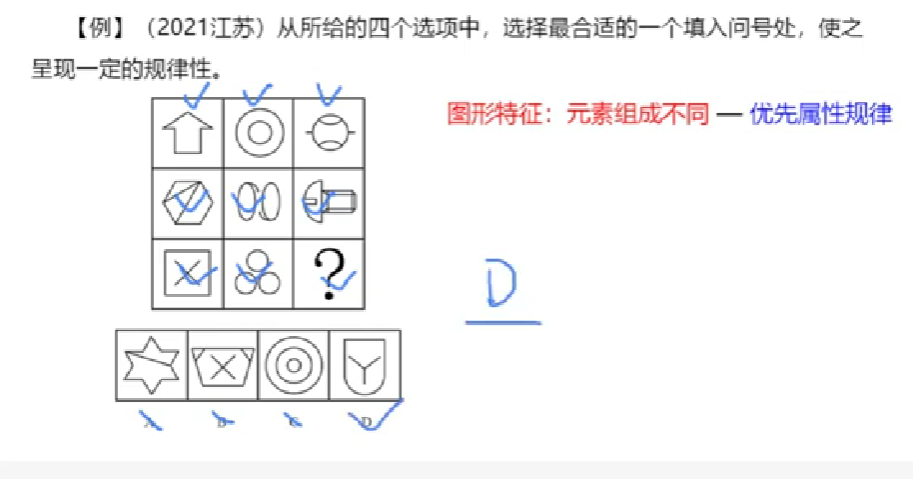 【例】（2021江苏）从所给的四个选项中，选择最合适的一个填入问号处，使之
呈现一定的规律性。
图形特征：元素组成不同 — 优先属性规律
?
D
A B C D